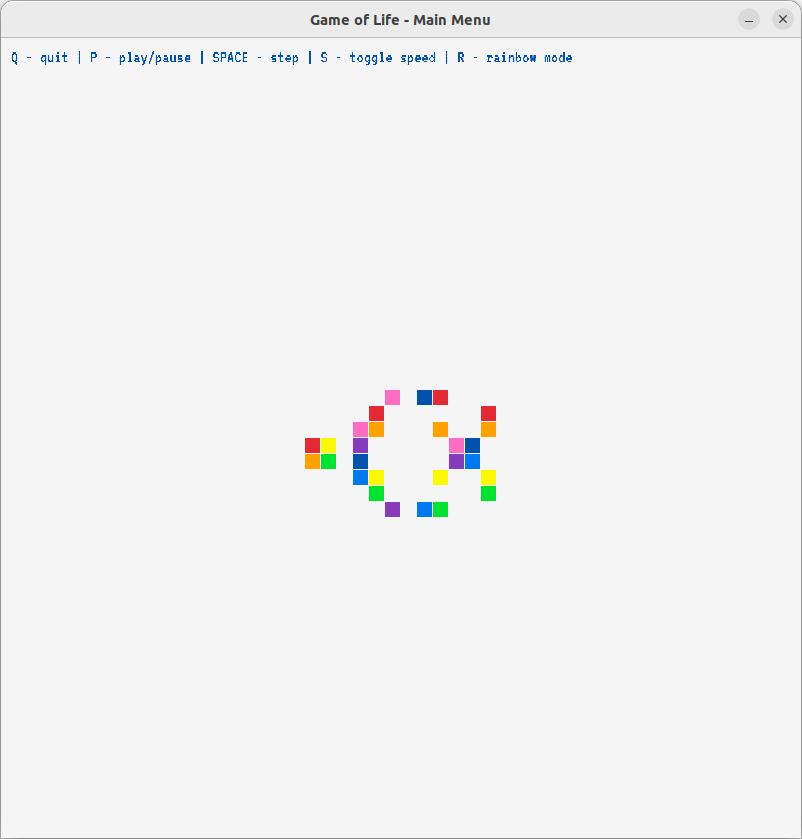 Game of Life - Main Menu
Q - quit | P - play/pause | SPACE - step | S - toggle speed | R - rainbow mode